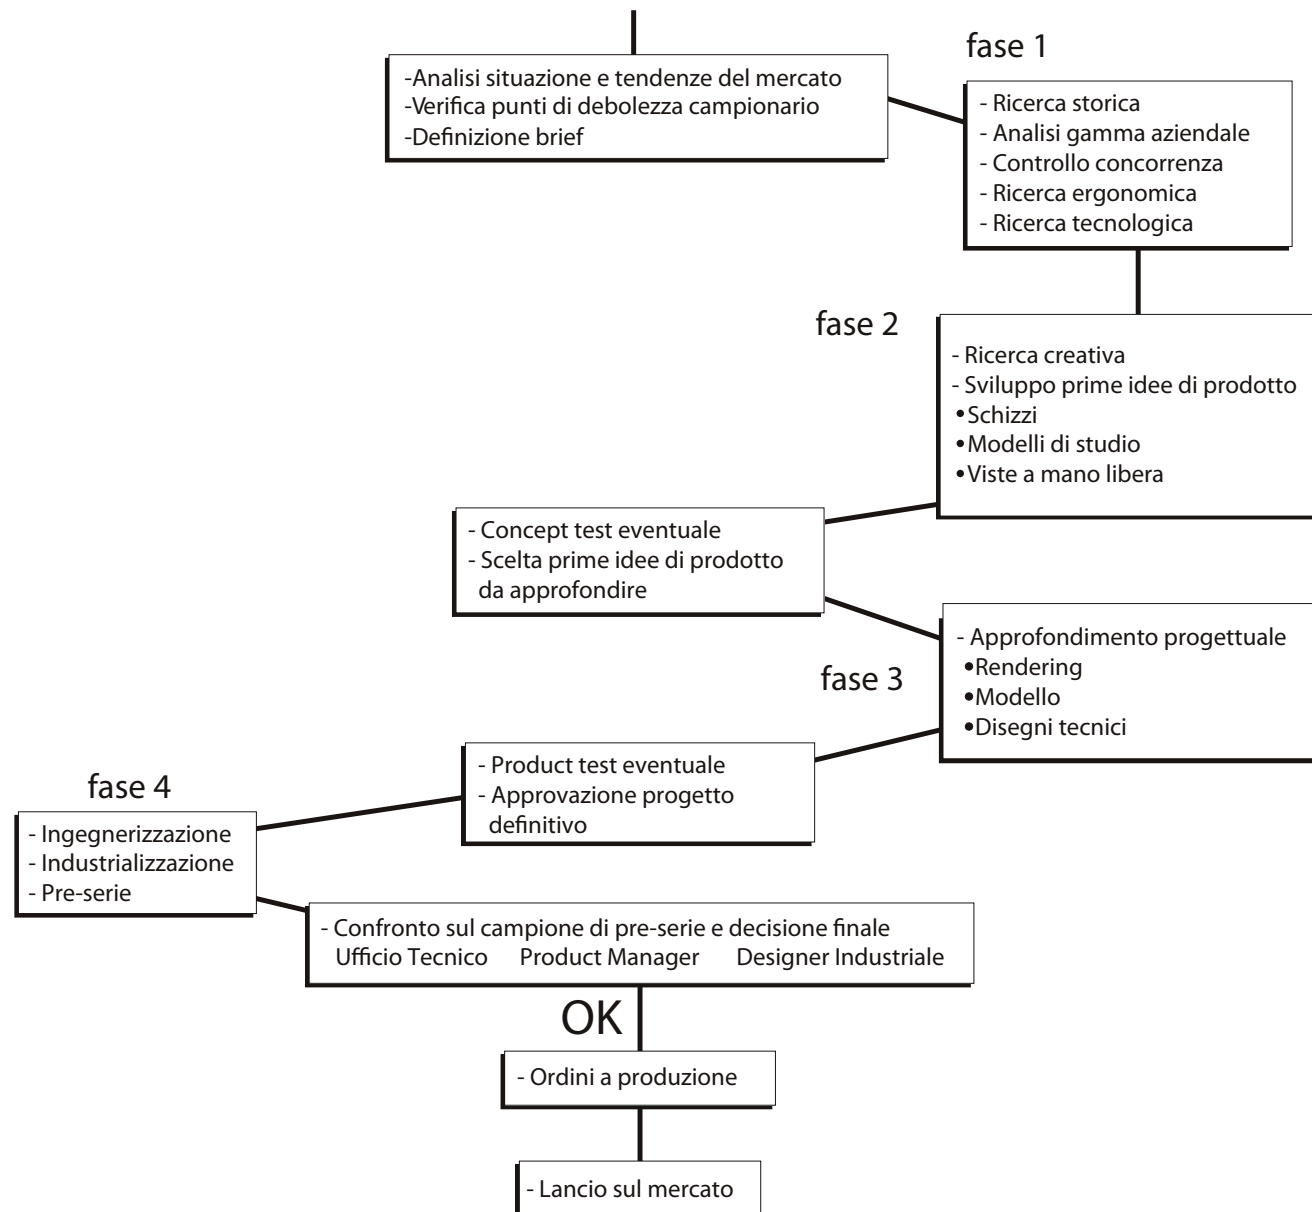 -Analisi situazione e tendenze del mercato
-Verifica punti di debolezza campionario
-Definizione brief
fase 1
- Ricerca storica
- Analisi gamma aziendale
- Controllo concorrenza
- Ricerca ergonomica
- Ricerca tecnologica
fase 2
- Ricerca creativa
- Sviluppo prime idee di prodotto
•Schizzi
•Modelli di studio
•Viste a mano libera
- Concept test eventuale
- Scelta prime idee di prodotto
da approfondire
fase 3
- Approfondimento progettuale
•Rendering
•Modello
•Disegni tecnici
- Product test eventuale
- Approvazione progetto
definitivo
fase 4
- Ingegnerizzazione
- Industrializzazione
- Pre-serie
- Confronto sul campione di pre-serie e decisione finale
Ufficio Tecnico Product Manager Designer Industriale
OK
- Ordini a produzione
- Lancio sul mercato